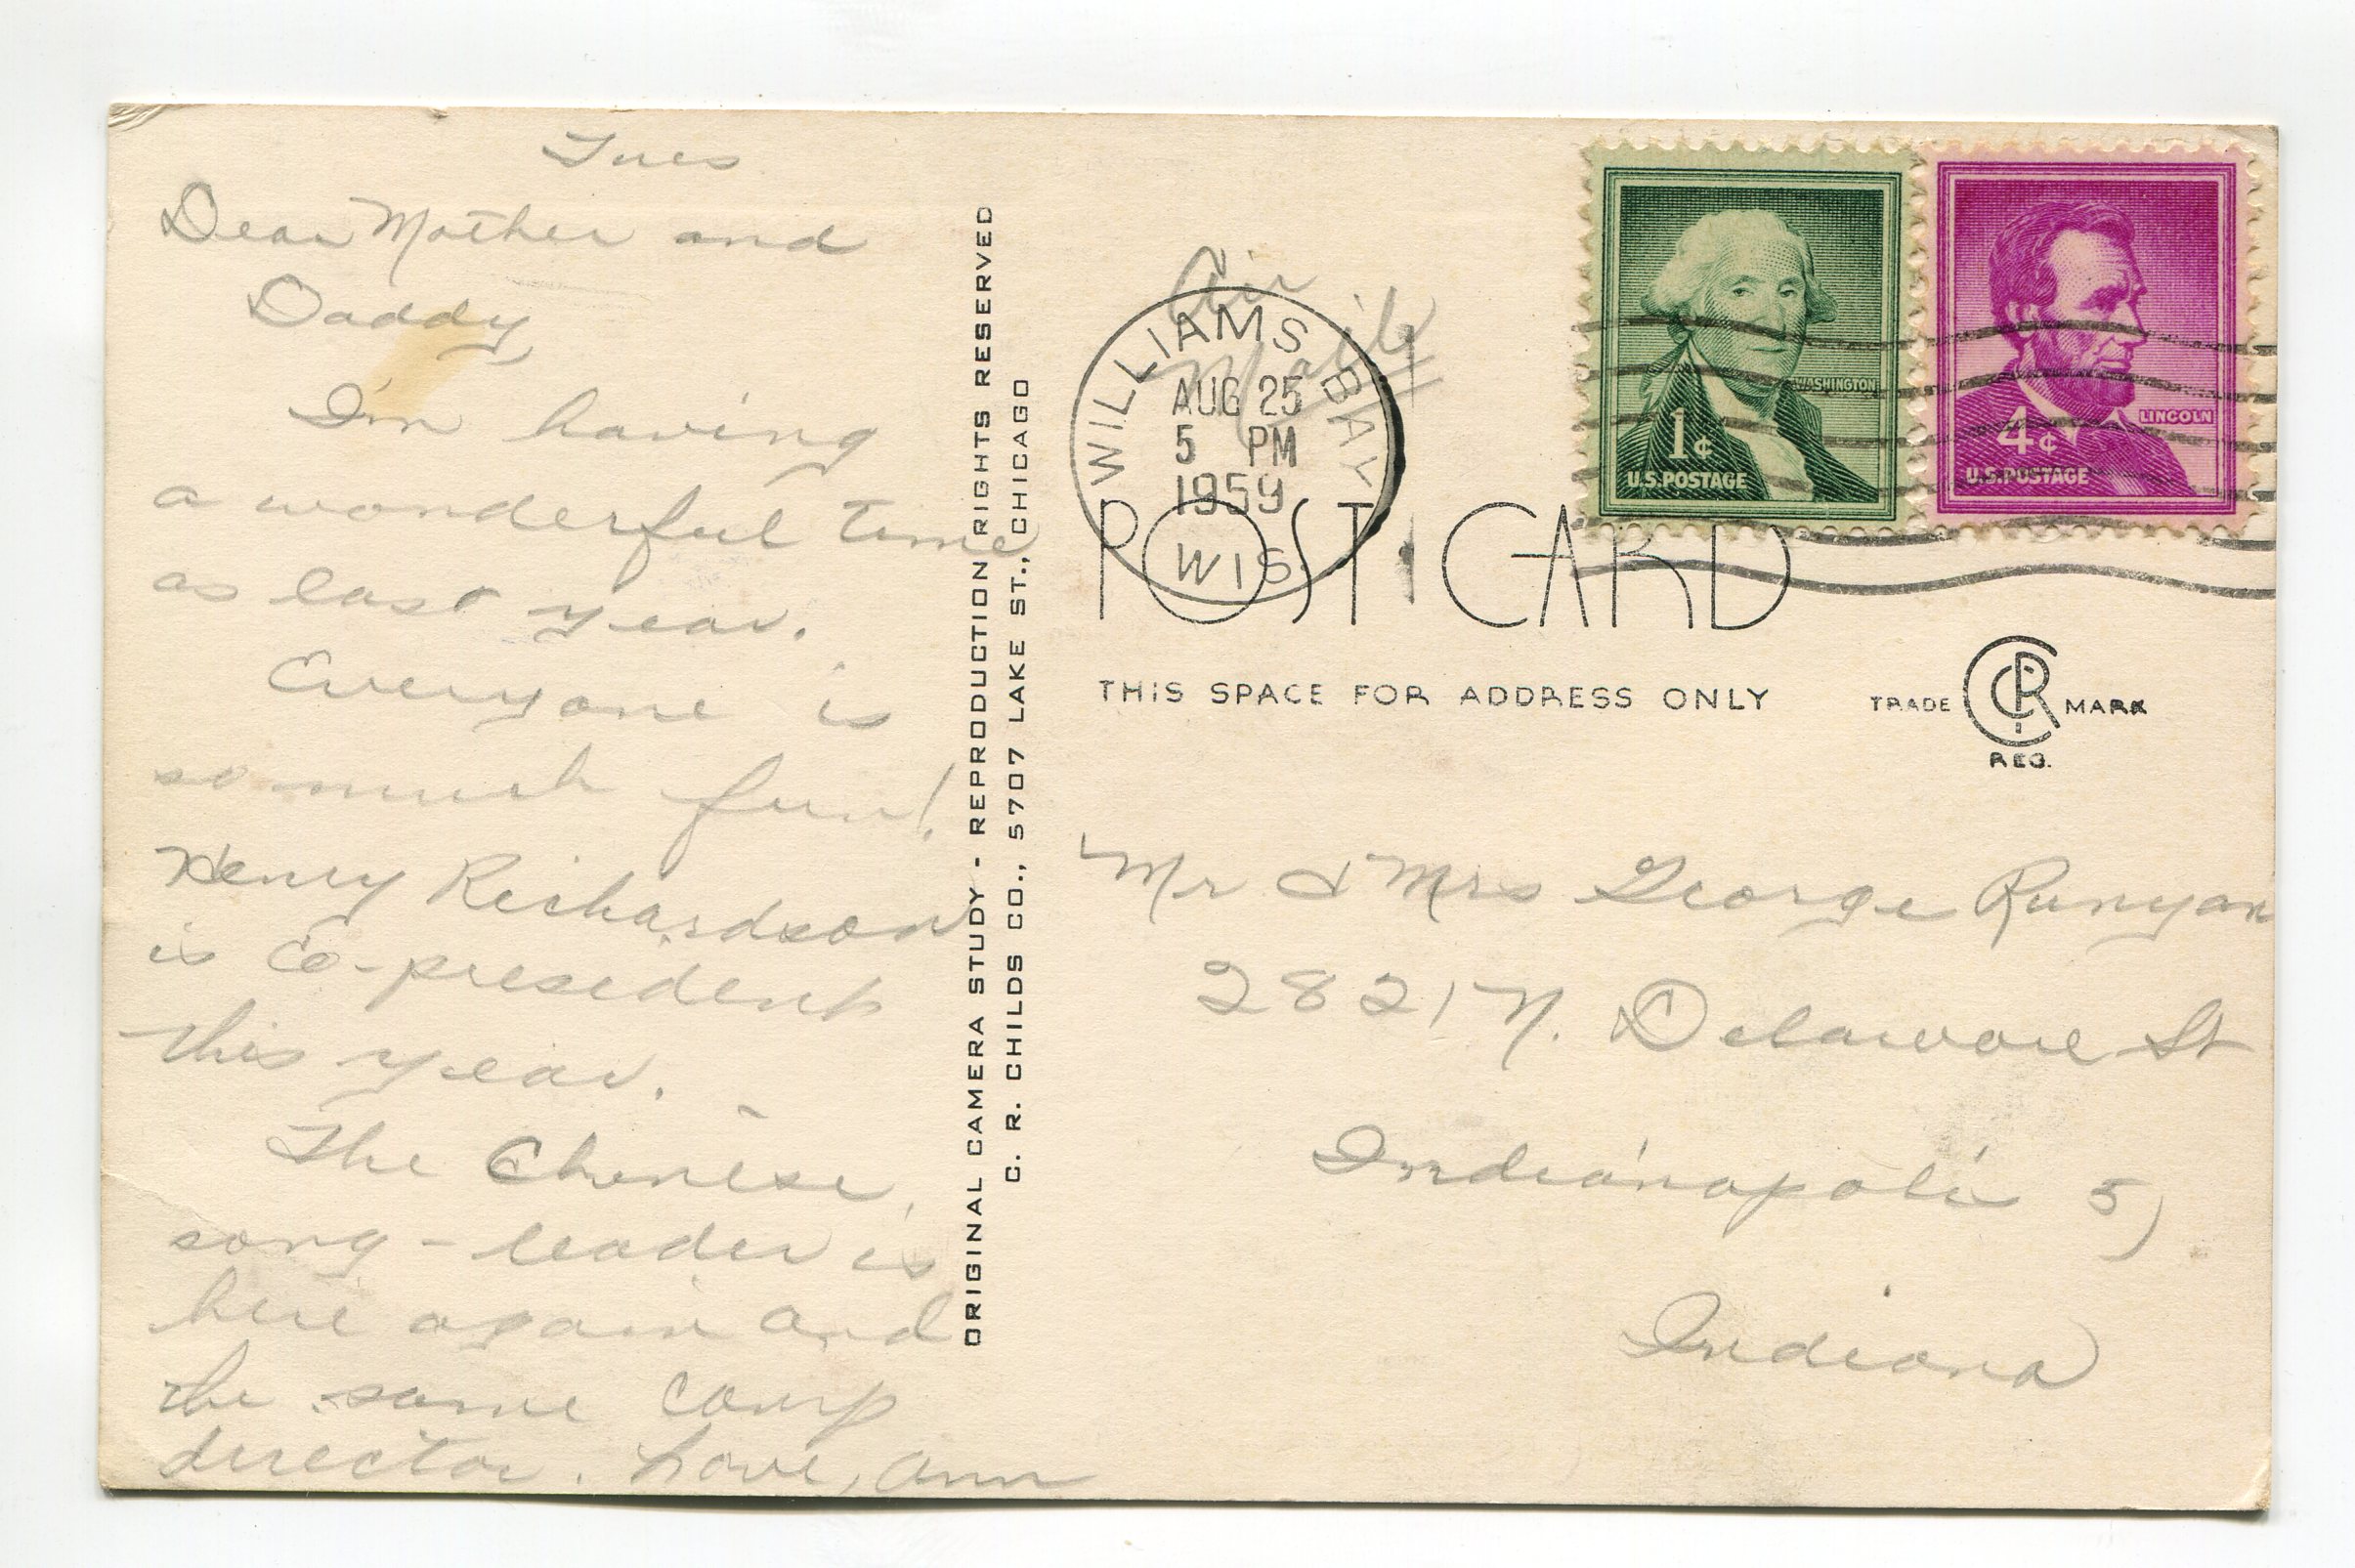 Tues
Dear Mother and
Daddy,
I'm having
a wonderful time
as last year.
Everyone is
so much fun!
Henry Richardson
is Co-president
this year.
The Chinese
song-leader is
here again and
the same camp
director. Love, Ann
ORIGINAL CAMERA STUDY - REPRODUCTION RIGHTS RESERVED
C. R. CHILDS CO., 5707 LAKE ST., CHICAGO
Air
Mail
WILLIAMS BAY
AUG 25
5 PM
1959
WIS
WASHINGTON
1¢
U.S. POSTAGE
LINCOLN
4¢
U.S. POSTAGE
POST CARD
THIS SPACE FOR ADDRESS ONLY
TRADE CRI MARK
REG.
Mr & Mrs George Runyan
2821 N. Delaware St
Indianapolis 5,
Indiana